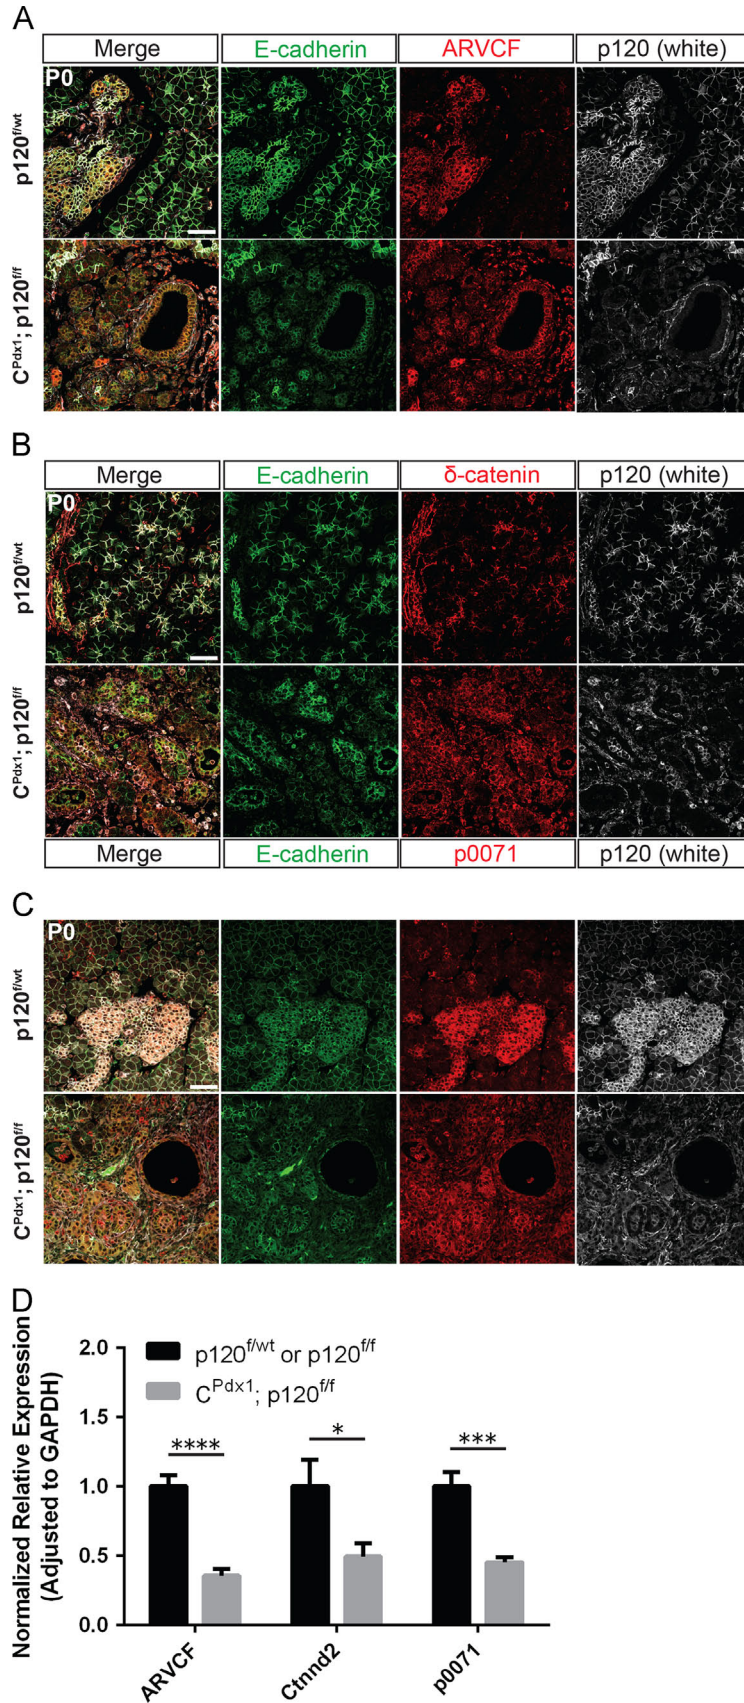 A
Merge E-cadherin ARVCF p120 (white)
P0
p120f/wt
CPdx1; p120f/f
B
Merge E-cadherin δ-catenin p120 (white)
P0
p120f/wt
CPdx1; p120f/f
Merge E-cadherin p0071 p120 (white)
C
P0
p120f/wt
CPdx1; p120f/f
D
Normalized Relative Expression
(Adjusted to GAPDH)
2.0
1.5
1.0
0.5
0.0
p120f/wt or p120f/f
CPdx1; p120f/f
**** * ***
ARVCF Ctnnd2 p0071